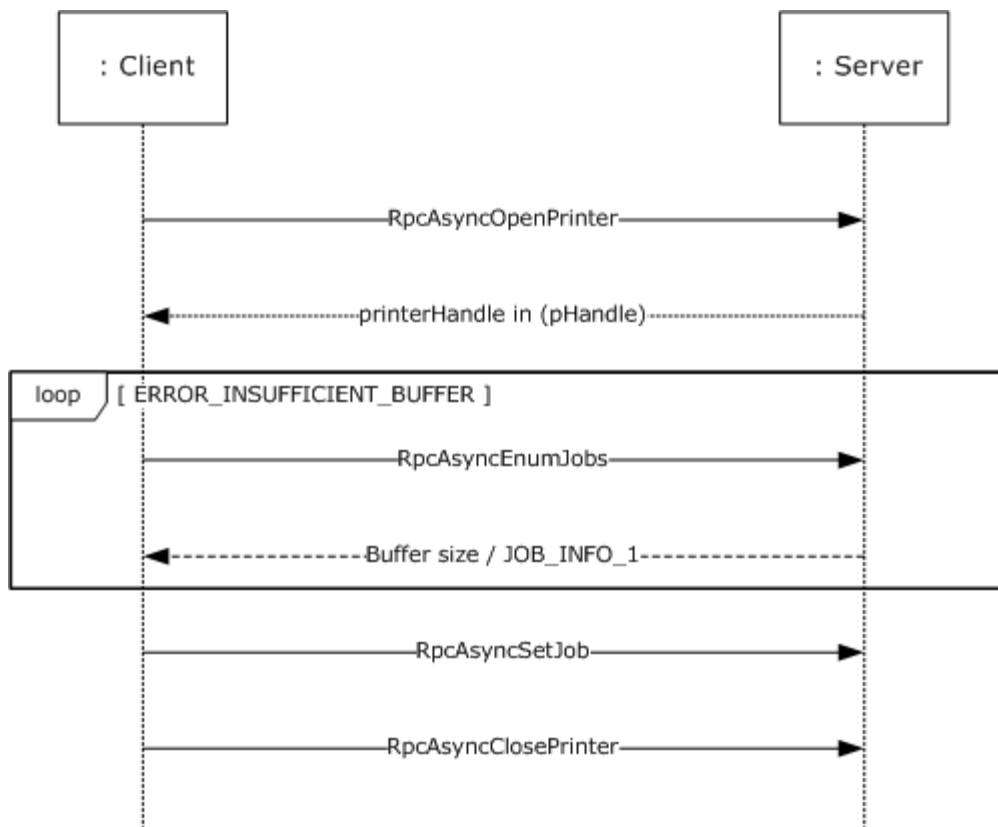 : Client
: Server
RpcAsyncOpenPrinter
printerHandle in (pHandle)
loop [ ERROR_INSUFFICIENT_BUFFER ]
RpcAsyncEnumJobs
Buffer size / JOB_INFO_1
RpcAsyncSetJob
RpcAsyncClosePrinter